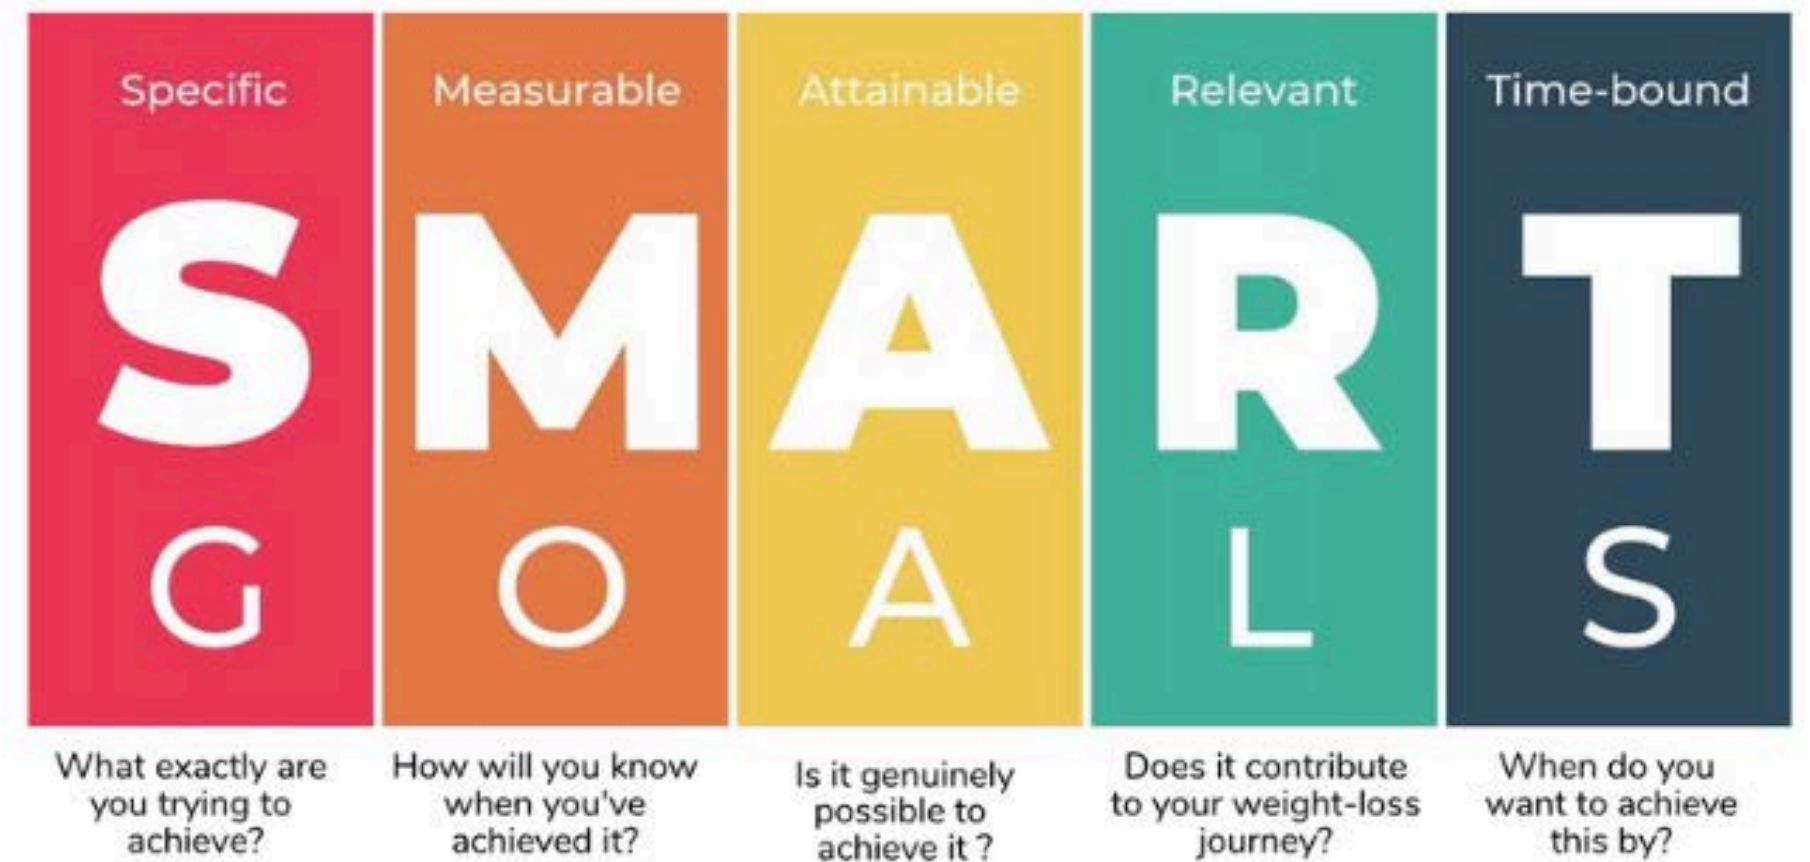 Specific
Measurable
Attainable
Relevant
Time-bound
S M A R T
G O A L S
What exactly are
you trying to
achieve?
How will you know
when you've
achieved it?
Is it genuinely
possible to
achieve it ?
Does it contribute
to your weight-loss
journey?
When do you
want to achieve
this by?